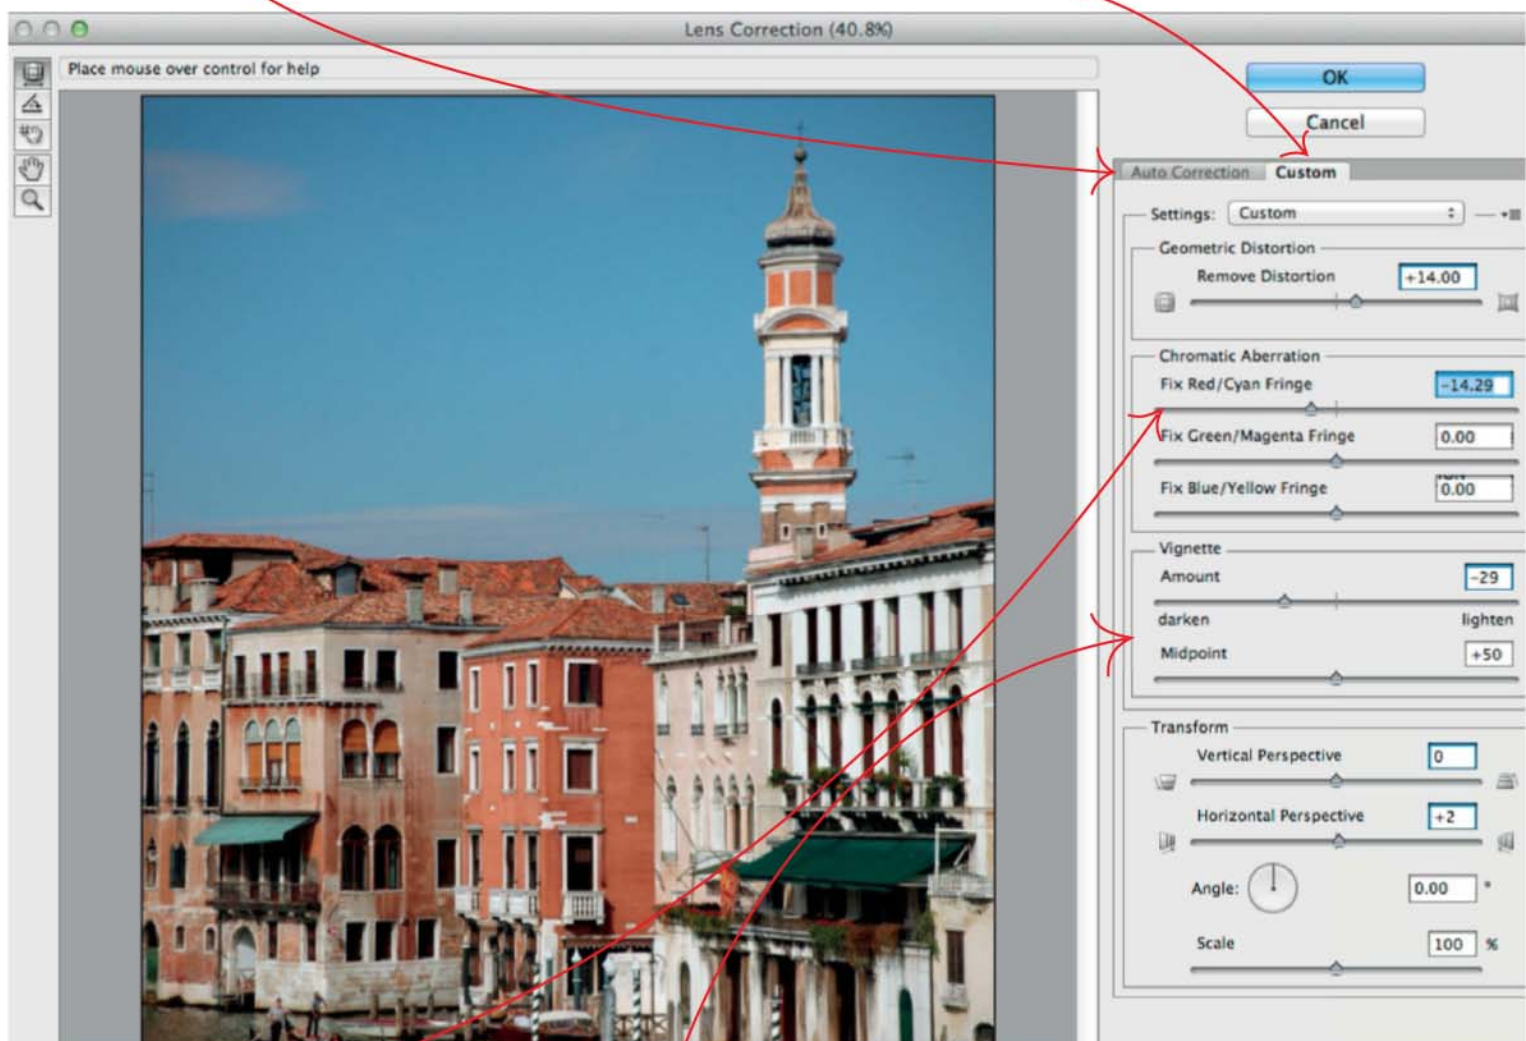 Lens Correction (40.8%)
Place mouse over control for help
OK
Cancel
Auto Correction Custom
Settings: Custom
Geometric Distortion
Remove Distortion +14.00
Chromatic Aberration
Fix Red/Cyan Fringe -14.29
Fix Green/Magenta Fringe 0.00
Fix Blue/Yellow Fringe 0.00
Vignette
Amount -29
darken lighten
Midpoint +50
Transform
Vertical Perspective 0
Horizontal Perspective +2
Angle: 0.00 °
Scale 100 %